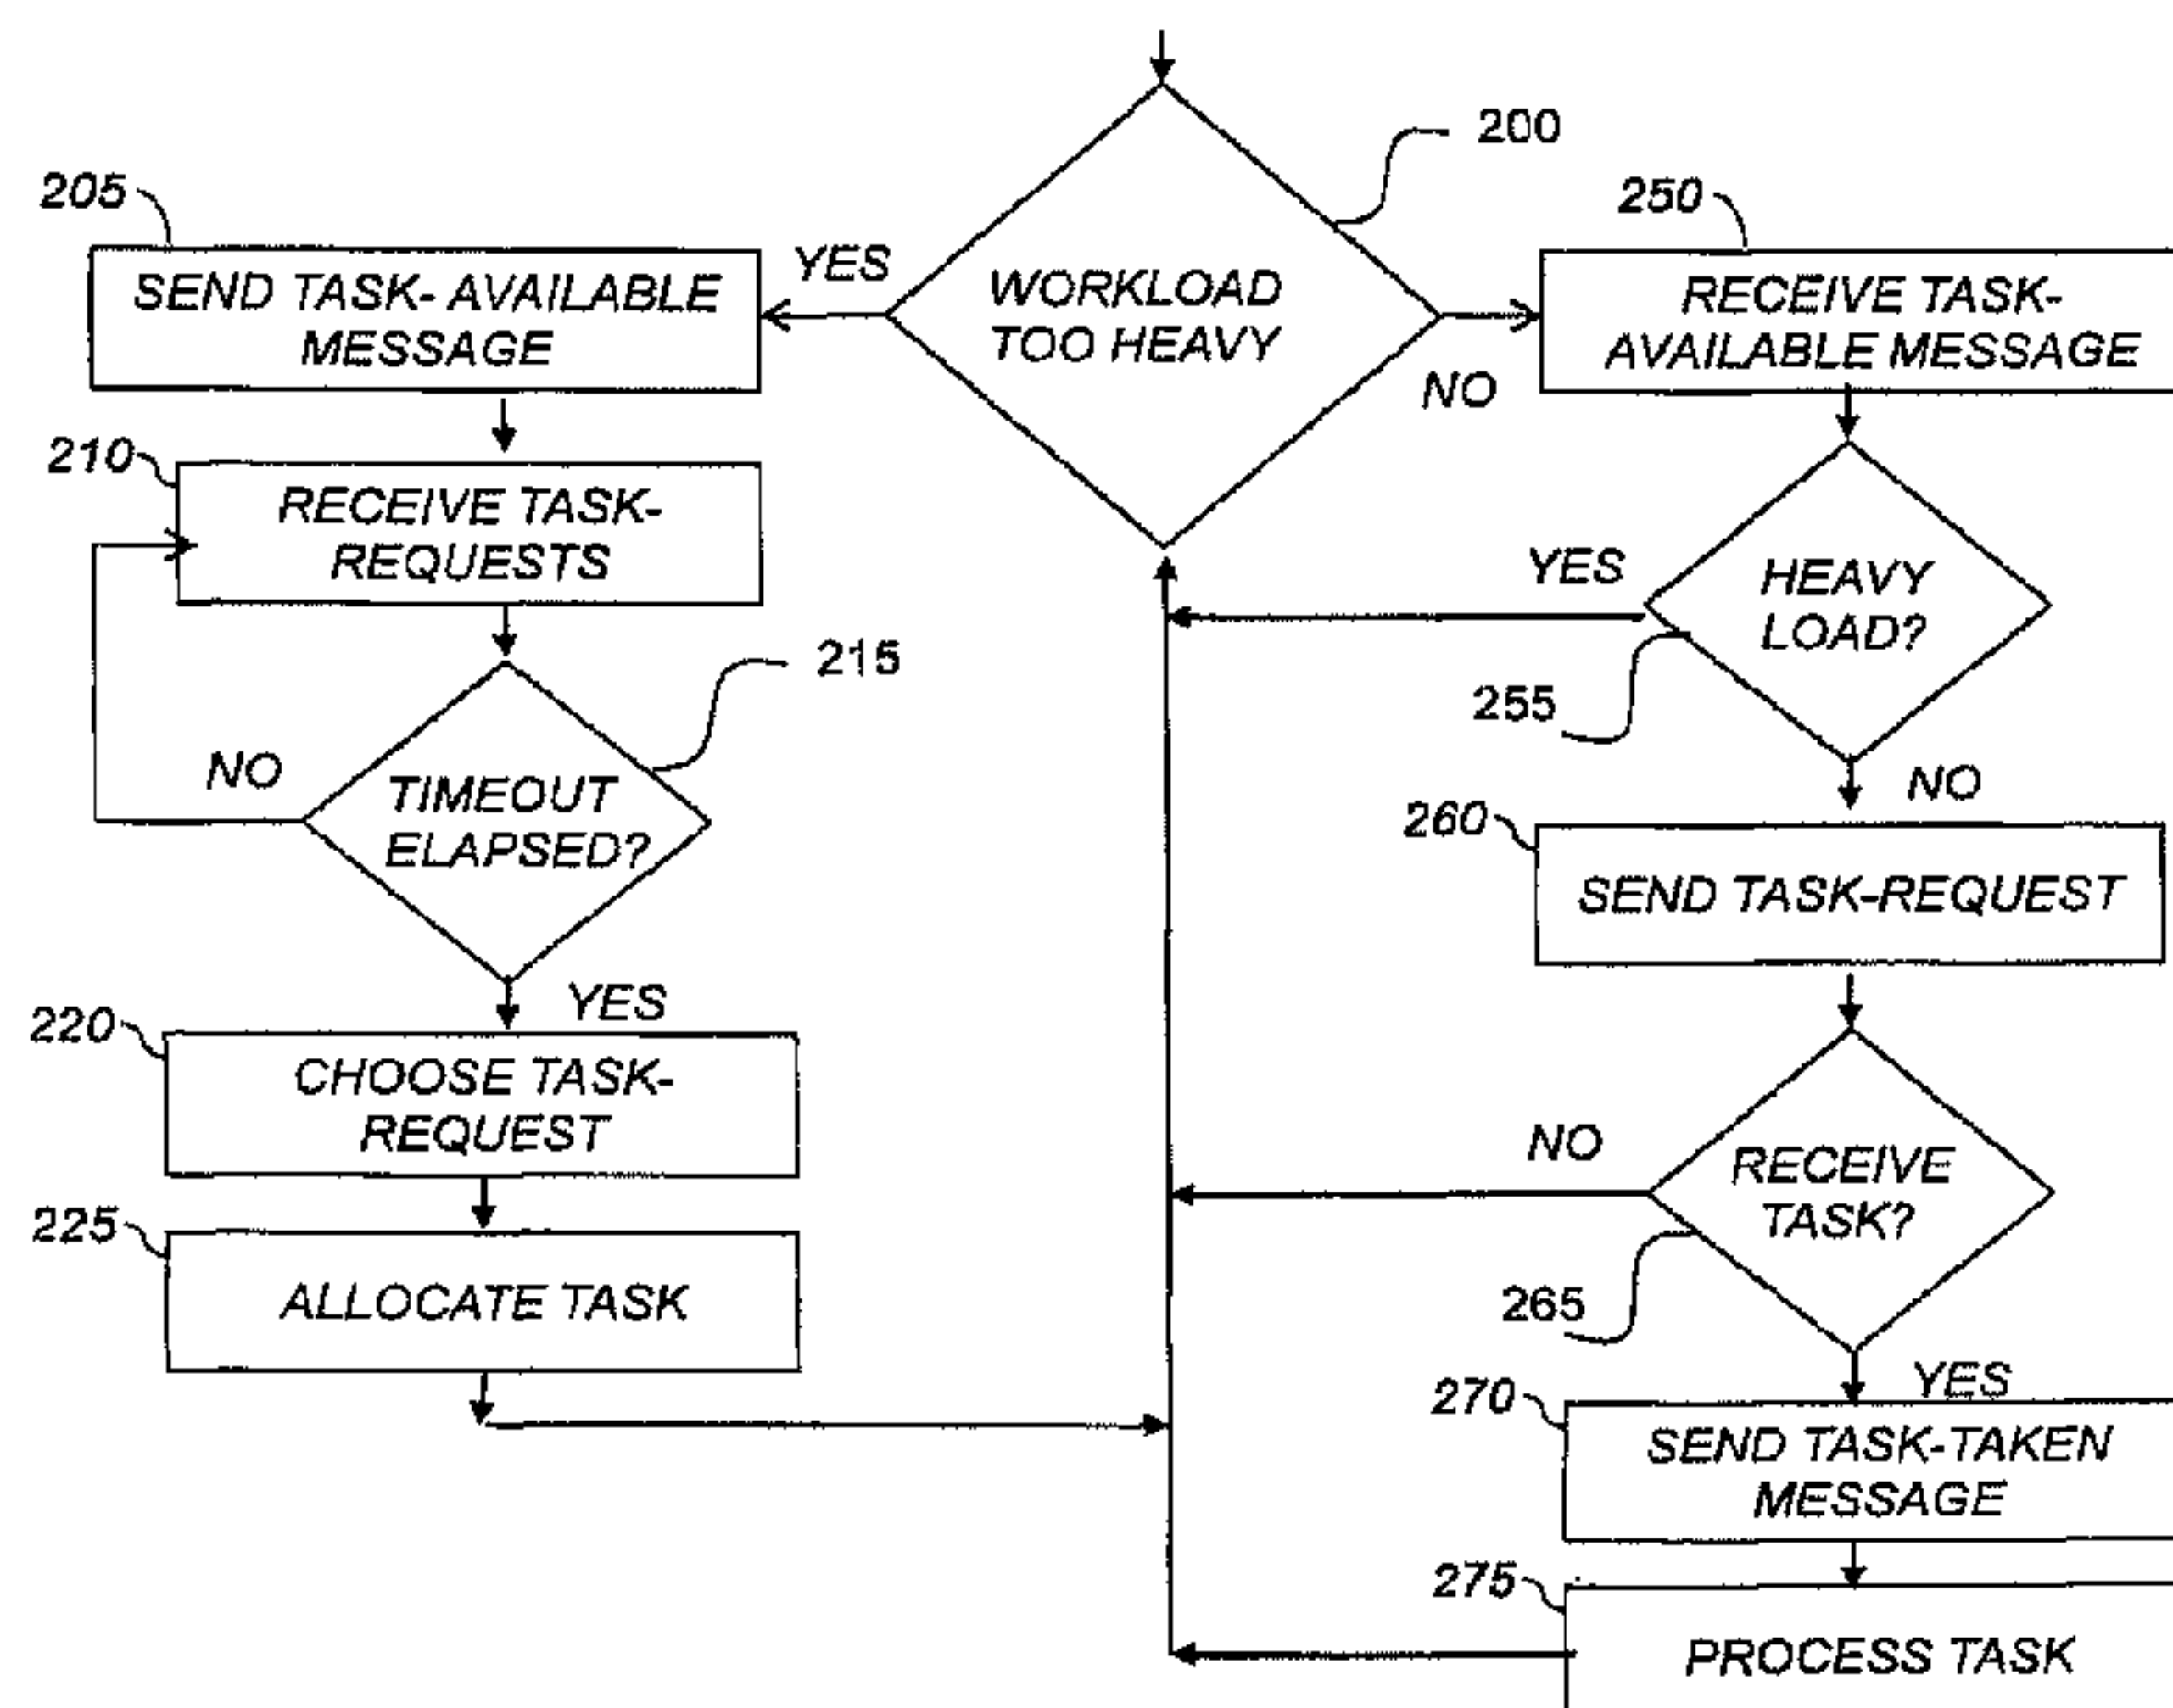 200
WORKLOAD
TOO HEAVY
YES
NO
205
SEND TASK- AVAILABLE
MESSAGE
210
RECEIVE TASK-
REQUESTS
215
TIMEOUT
ELAPSED?
NO
YES
220
CHOOSE TASK-
REQUEST
225
ALLOCATE TASK
250
RECEIVE TASK-
AVAILABLE MESSAGE
HEAVY
LOAD?
YES
255
NO
260
SEND TASK-REQUEST
RECEIVE
TASK?
NO
265
YES
270
SEND TASK-TAKEN
MESSAGE
275
PROCESS TASK